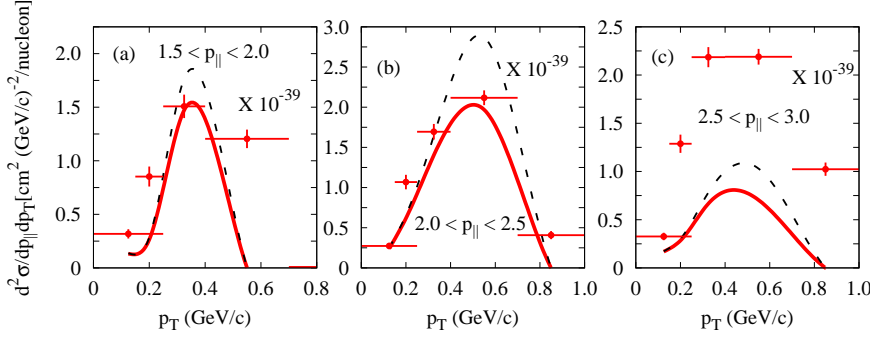 d²σ/dp||dpT[cm² (GeV/c)⁻²/nucleon]
(a)
1.5 < p|| < 2.0
X 10⁻³⁹
2.0
1.5
1.0
0.5
0
0 0.2 0.4 0.6 0.8
pT (GeV/c)
(b)
X 10⁻³⁹
2.0 < p|| < 2.5
3.0
2.5
2.0
1.5
1.0
0.5
0
0 0.2 0.4 0.6 0.8
pT (GeV/c)
(c)
X 10⁻³⁹
2.5 < p|| < 3.0
2.5
2.0
1.5
1.0
0.5
0
0 0.2 0.4 0.6 0.8 1.0
pT (GeV/c)